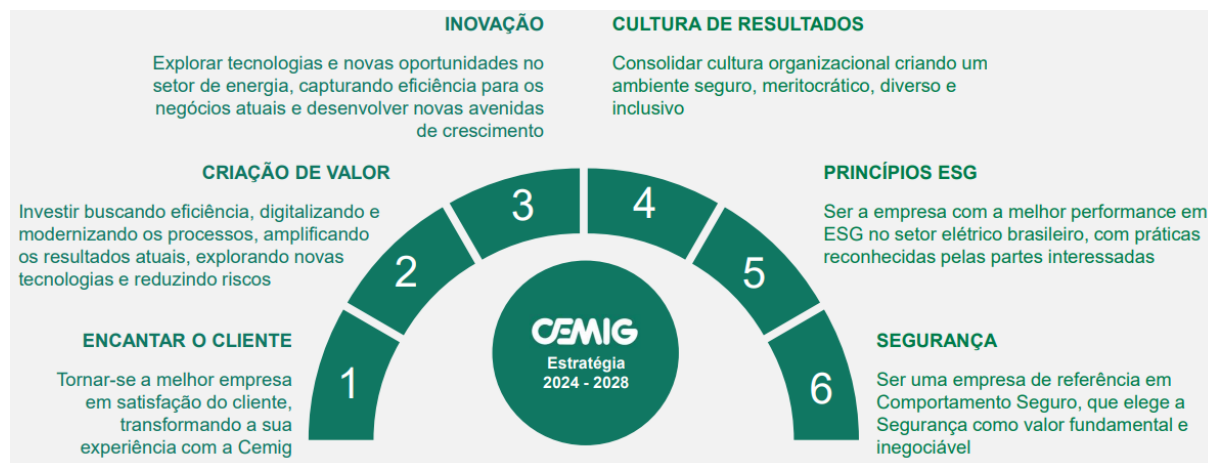 INOVAÇÃO
Explorar tecnologias e novas oportunidades no
setor de energia, capturando eficiência para os
negócios atuais e desenvolver novas avenidas
de crescimento
CULTURA DE RESULTADOS
Consolidar cultura organizacional criando um
ambiente seguro, meritocrático, diverso e
inclusivo
CRIAÇÃO DE VALOR
Investir buscando eficiência, digitalizando e
modernizando os processos, amplificando
os resultados atuais, explorando novas
tecnologias e reduzindo riscos
PRINCÍPIOS ESG
Ser a empresa com a melhor performance em
ESG no setor elétrico brasileiro, com práticas
reconhecidas pelas partes interessadas
ENCANTAR O CLIENTE
Tornar-se a melhor empresa
em satisfação do cliente,
transformando a sua
experiência com a Cemig
SEGURANÇA
Ser uma empresa de referência em
Comportamento Seguro, que elege a
Segurança como valor fundamental e
inegociável
1
2
3
4
5
6
CEMIG
Estratégia
2024 - 2028